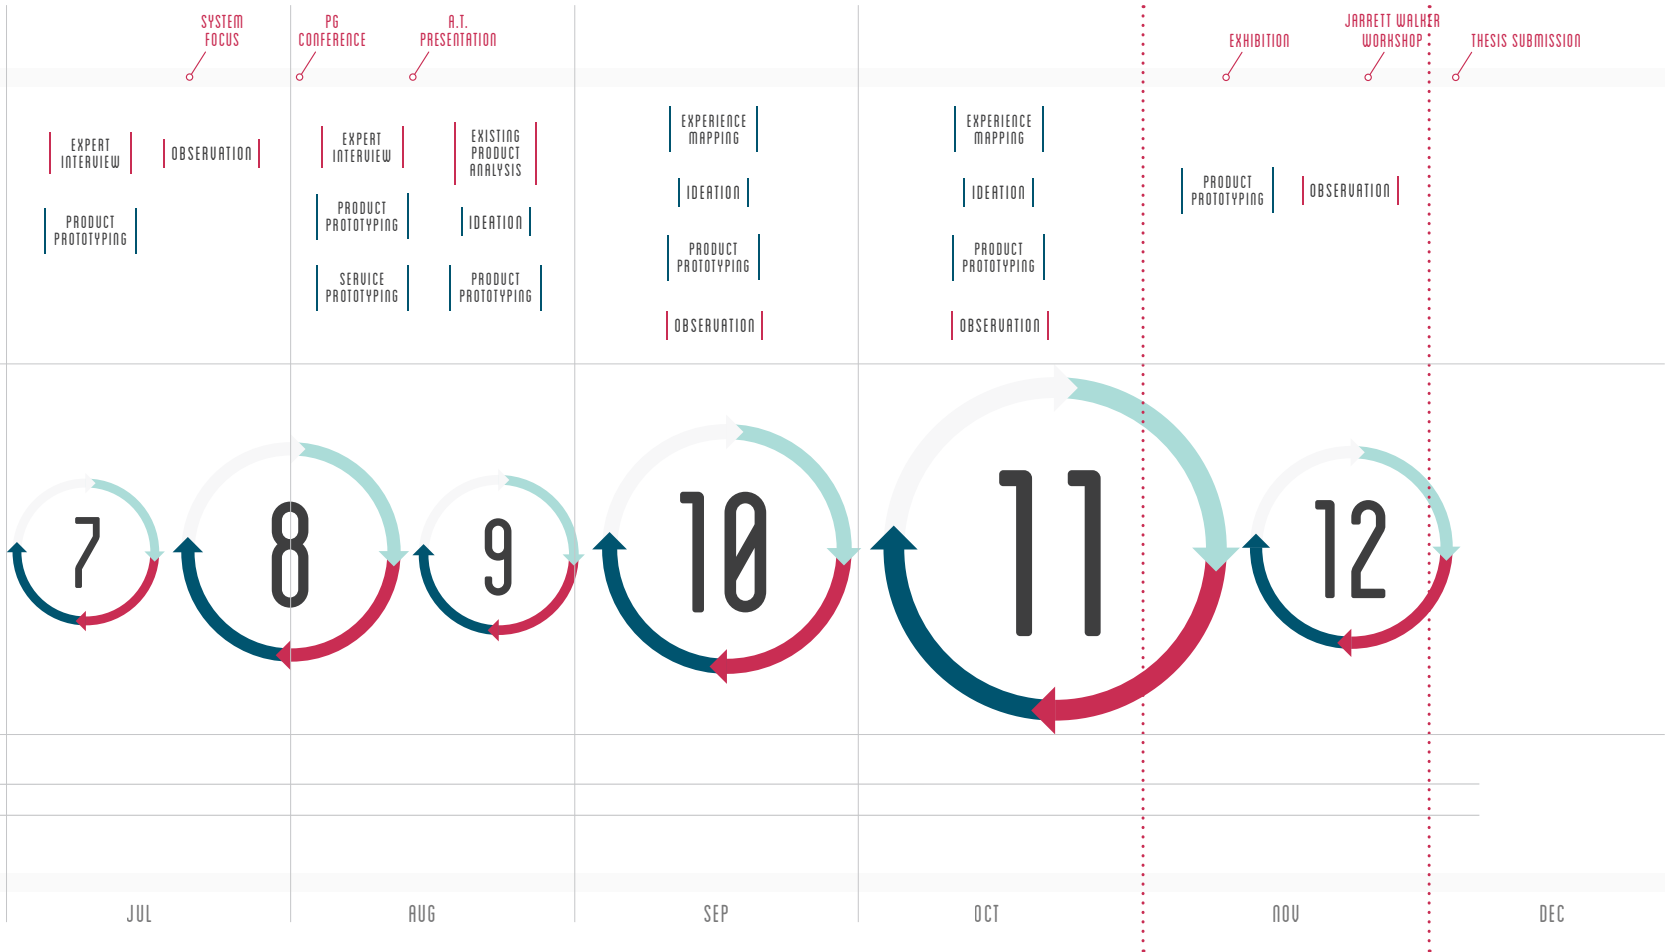 SYSTEM
FOCUS
PG
CONFERENCE
A.T.
PRESENTATION
EXHIBITION
JARRETT WALKER
WORKSHOP
THESIS SUBMISSION
EXPERT
INTERVIEW
OBSERVATION
PRODUCT
PROTOTYPING
EXPERT
INTERVIEW
EXISTING
PRODUCT
ANALYSIS
PRODUCT
PROTOTYPING
IDEATION
SERVICE
PROTOTYPING
PRODUCT
PROTOTYPING
EXPERIENCE
MAPPING
IDEATION
PRODUCT
PROTOTYPING
OBSERVATION
EXPERIENCE
MAPPING
IDEATION
PRODUCT
PROTOTYPING
OBSERVATION
PRODUCT
PROTOTYPING
OBSERVATION
7
8
9
10
11
12
JUL
AUG
SEP
OCT
NOV
DEC